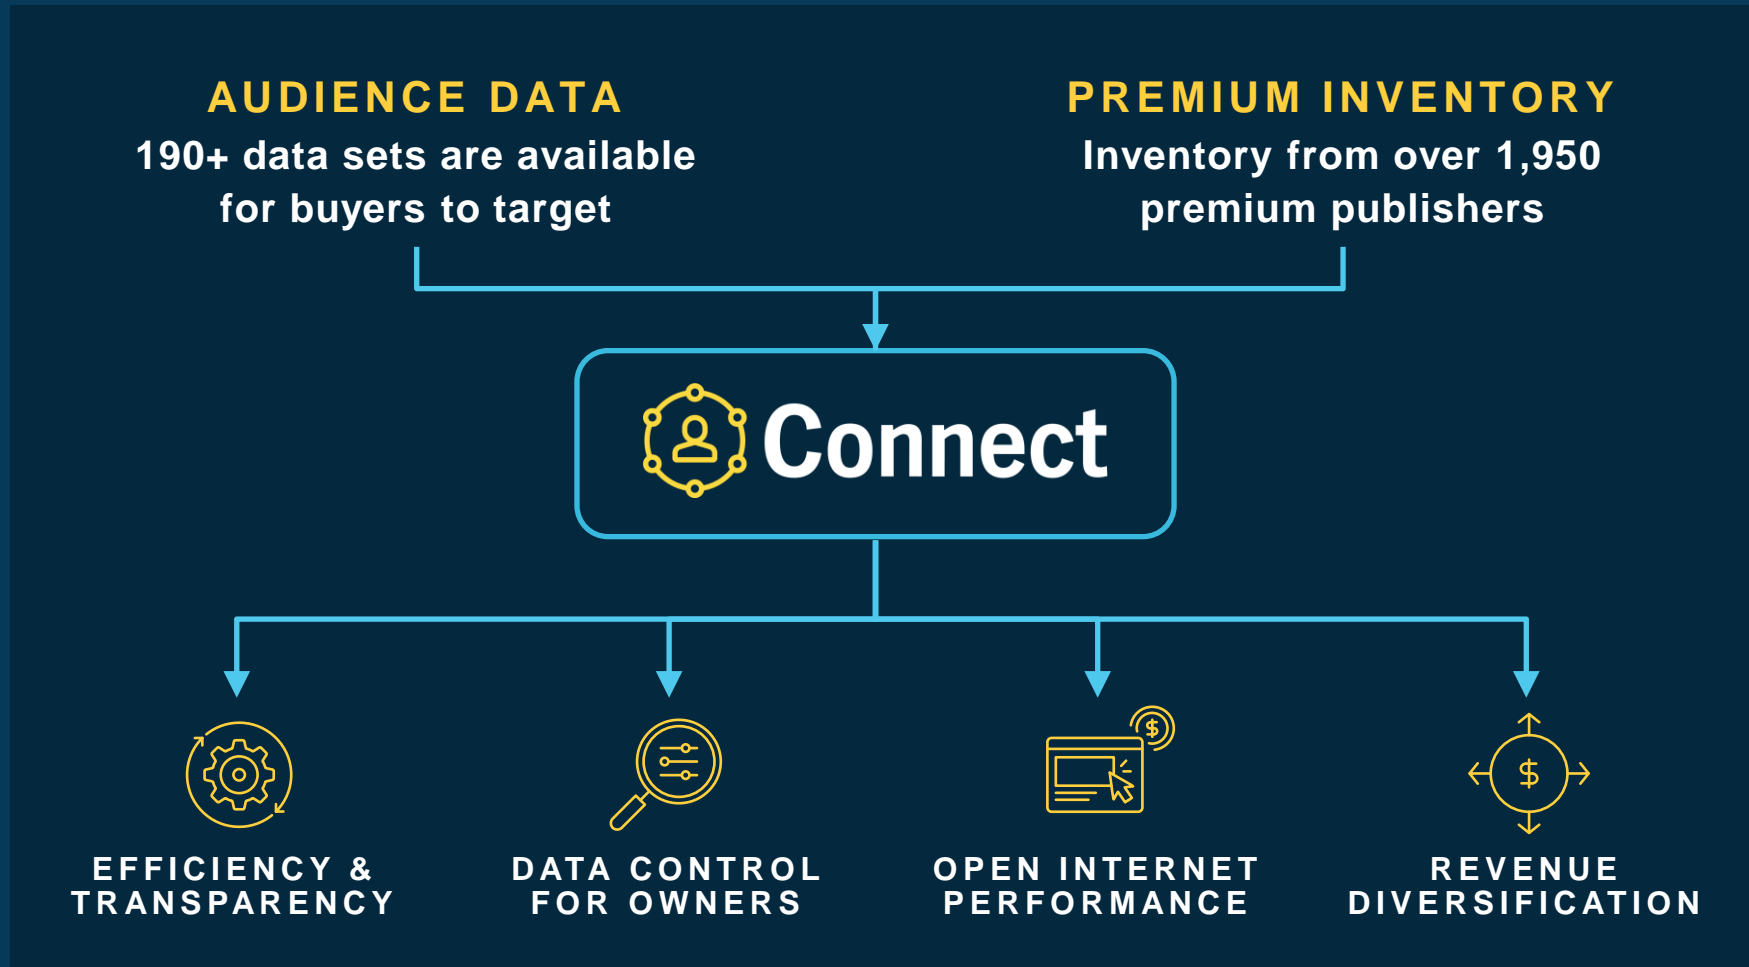 AUDIENCE DATA
190+ data sets are available
for buyers to target
PREMIUM INVENTORY
Inventory from over 1,950
premium publishers
Connect
EFFICIENCY &
TRANSPARENCY
DATA CONTROL
FOR OWNERS
OPEN INTERNET
PERFORMANCE
REVENUE
DIVERSIFICATION